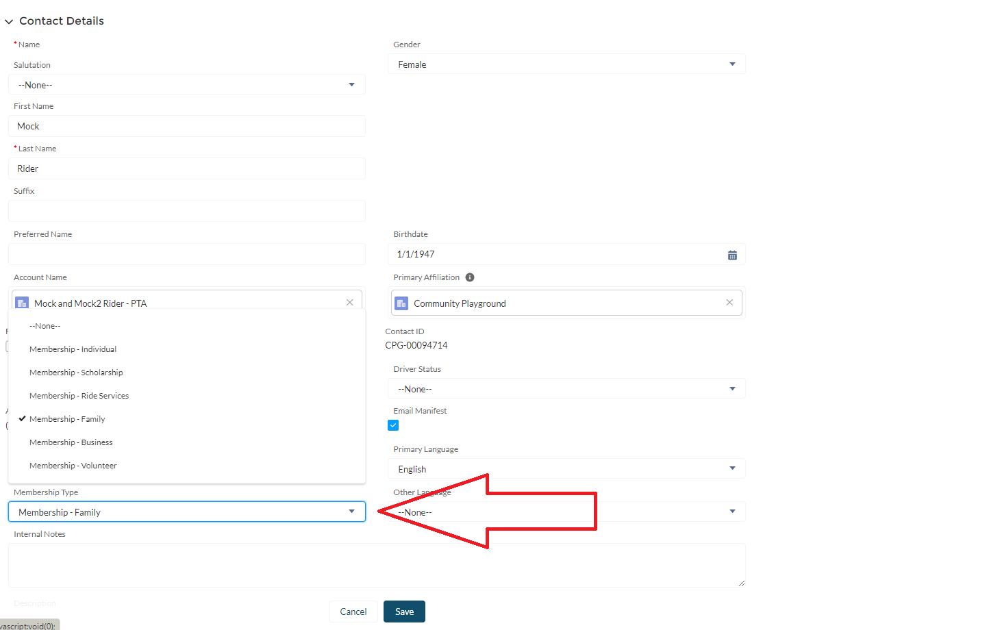 Contact Details
* Name
Gender
Female
Salutation
--None--
First Name
Mock
* Last Name
Rider
Suffix
Preferred Name
Birthdate
1/1/1947
Account Name
Primary Affiliation
Mock and Mock2 Rider - PTA
Community Playground
--None--
Contact ID
CPG-00094714
Membership - Individual
Membership - Scholarship
Driver Status
--None--
Membership - Ride Services
Membership - Family
Email Manifest
Membership - Business
Membership - Volunteer
Primary Language
English
Membership Type
Other Language
Membership - Family
--None--
Internal Notes
Description
Cancel
Save
vascript:void(0);